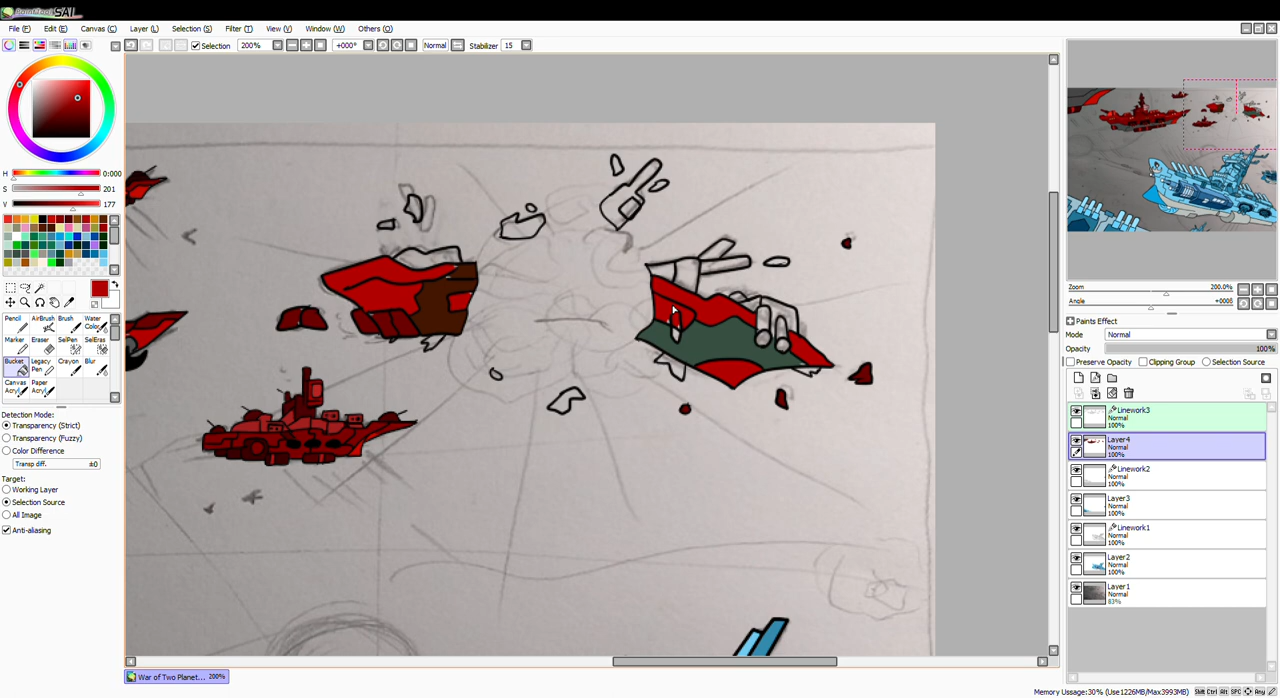 PaintTool SAI
File (F) Edit (E) Canvas (C) Layer (L) Selection (S) Filter (T) View (V) Window (W) Others (O)
Selection 200% +000° Normal Stabilizer 15
H 0:000
S 201
V 177
Pencil AirBrush Brush Water Color
Marker Eraser SelPen SelEras
Bucket Legacy Pen Crayon Blur
Canvas Acryl Paper Acryl
Detection Mode:
Transparency (Strict)
Transparency (Fuzzy)
Color Difference
Transp diff. ±0
Target:
Working Layer
Selection Source
All Image
Anti-aliasing
Zoom 200.0%
Angle +000°
Paints Effect
Mode Normal
Opacity 100%
Preserve Opacity Clipping Group Selection Source
Linework3
Normal
100%
Layer4
Normal
100%
Linework2
Normal
100%
Layer3
Normal
100%
Linework1
Normal
100%
Layer2
Normal
100%
Layer1
Normal
83%
War of Two Planet... 200%
Memory Ussage:30% (Use1226MB/Max3993MB) Shift Ctrl Alt SPC Any